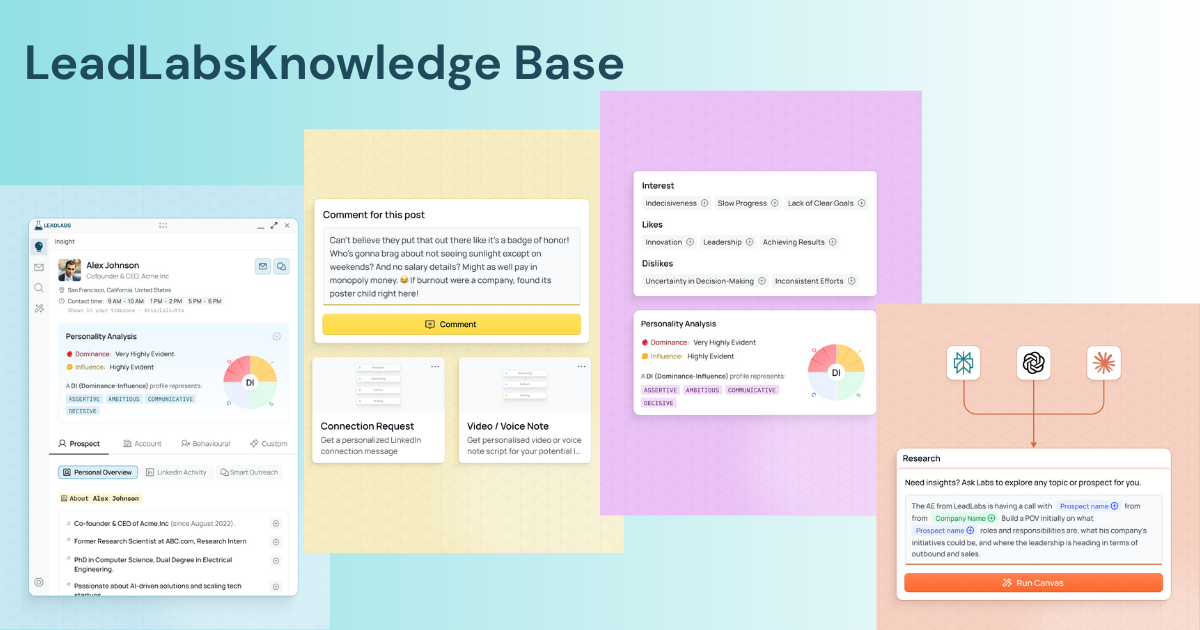 LeadLabsKnowledge Base
LEADLABS
Insight
Alex Johnson
Cofounder & CEO, Acme Inc
San Francisco, California, United States
Contact time: 9 AM - 10 AM 1 PM - 2 PM 5 PM - 6 PM
Shown in your timezone - Asia/Calcutta
Personality Analysis
Dominance: Very Highly Evident
Influence: Highly Evident
A DI (Dominance-Influence) profile represents:
ASSERTIVE AMBITIOUS COMMUNICATIVE
DECISIVE
DI
Prospect Account Behavioural Custom
Personal Overview LinkedIn Activity Smart Outreach
About Alex Johnson
Co-founder & CEO of Acme.Inc (since August 2022).
Former Research Scientist at ABC.com, Research Intern
PhD in Computer Science, Dual Degree in Electrical
Engineering.
Passionate about AI-driven solutions and scaling tech
startups.
Comment for this post
Can't believe they put that out there like it's a badge of honor!
Who's gonna brag about not seeing sunlight except on
weekends? And no salary details? Might as well pay in
monopoly money. 😂 If burnout were a company, found its
poster child right here!
Comment
Connection Request
Get a personalized LinkedIn
connection message
Video / Voice Note
Get personalised video or voice
note script for your potential l...
Interest
Indecisiveness Slow Progress Lack of Clear Goals
Likes
Innovation Leadership Achieving Results
Dislikes
Uncertainty in Decision-Making Inconsistent Efforts
Personality Analysis
Dominance: Very Highly Evident
Influence: Highly Evident
A DI (Dominance-Influence) profile represents:
ASSERTIVE AMBITIOUS COMMUNICATIVE
DECISIVE
DI
Research
Need insights? Ask Labs to explore any topic or prospect for you.
The AE from LeadLabs is having a call with Prospect name from
from Company Name Build a POV initially on what
Prospect name roles and responsibilities are, what his company's
initiatives could be, and where the leadership is heading in terms of
outbound and sales.
Run Canvas